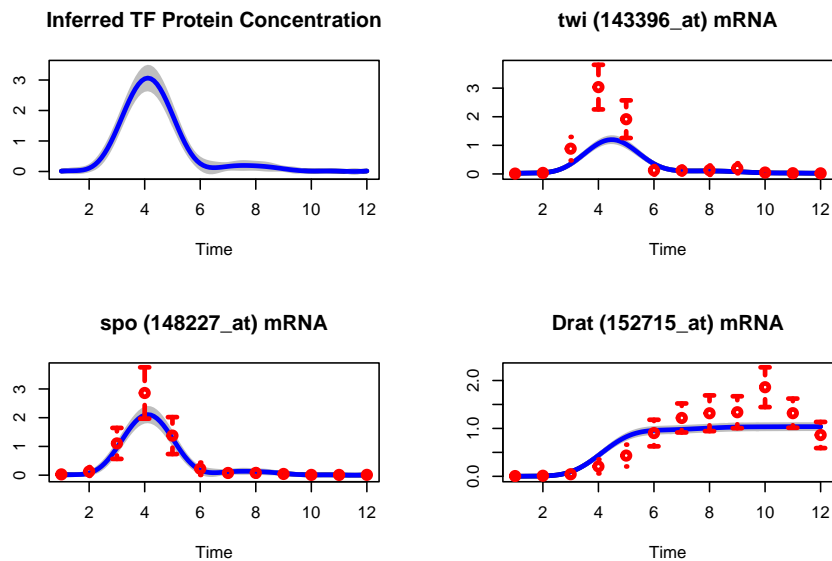 Inferred TF Protein Concentration
3
2
1
0
2 4 6 8 10 12
Time
twi (143396_at) mRNA
3
2
1
0
2 4 6 8 10 12
Time
spo (148227_at) mRNA
3
2
1
0
2 4 6 8 10 12
Time
Drat (152715_at) mRNA
2.0
1.0
0.0
2 4 6 8 10 12
Time